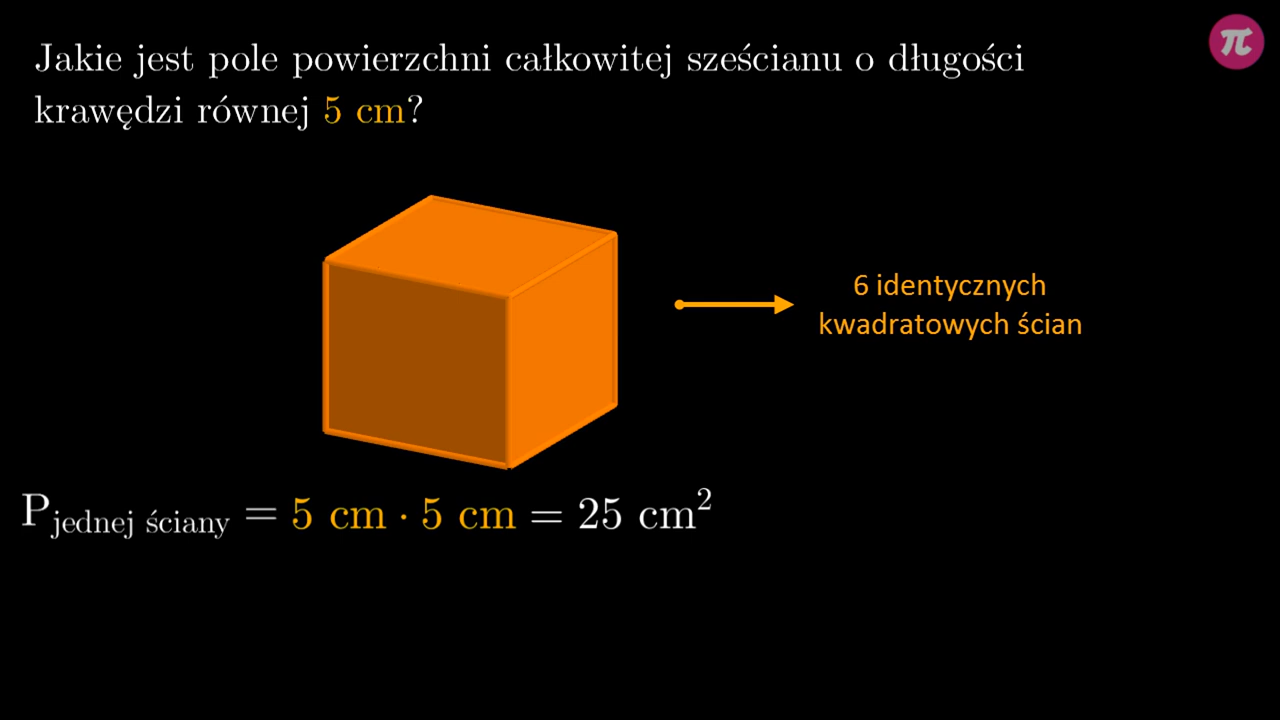 Jakie jest pole powierzchni całkowitej sześcianu o długości
krawędzi równej 5 cm?
π
6 identycznych
kwadratowych ścian
P jednej ściany = 5 cm · 5 cm = 25 cm²